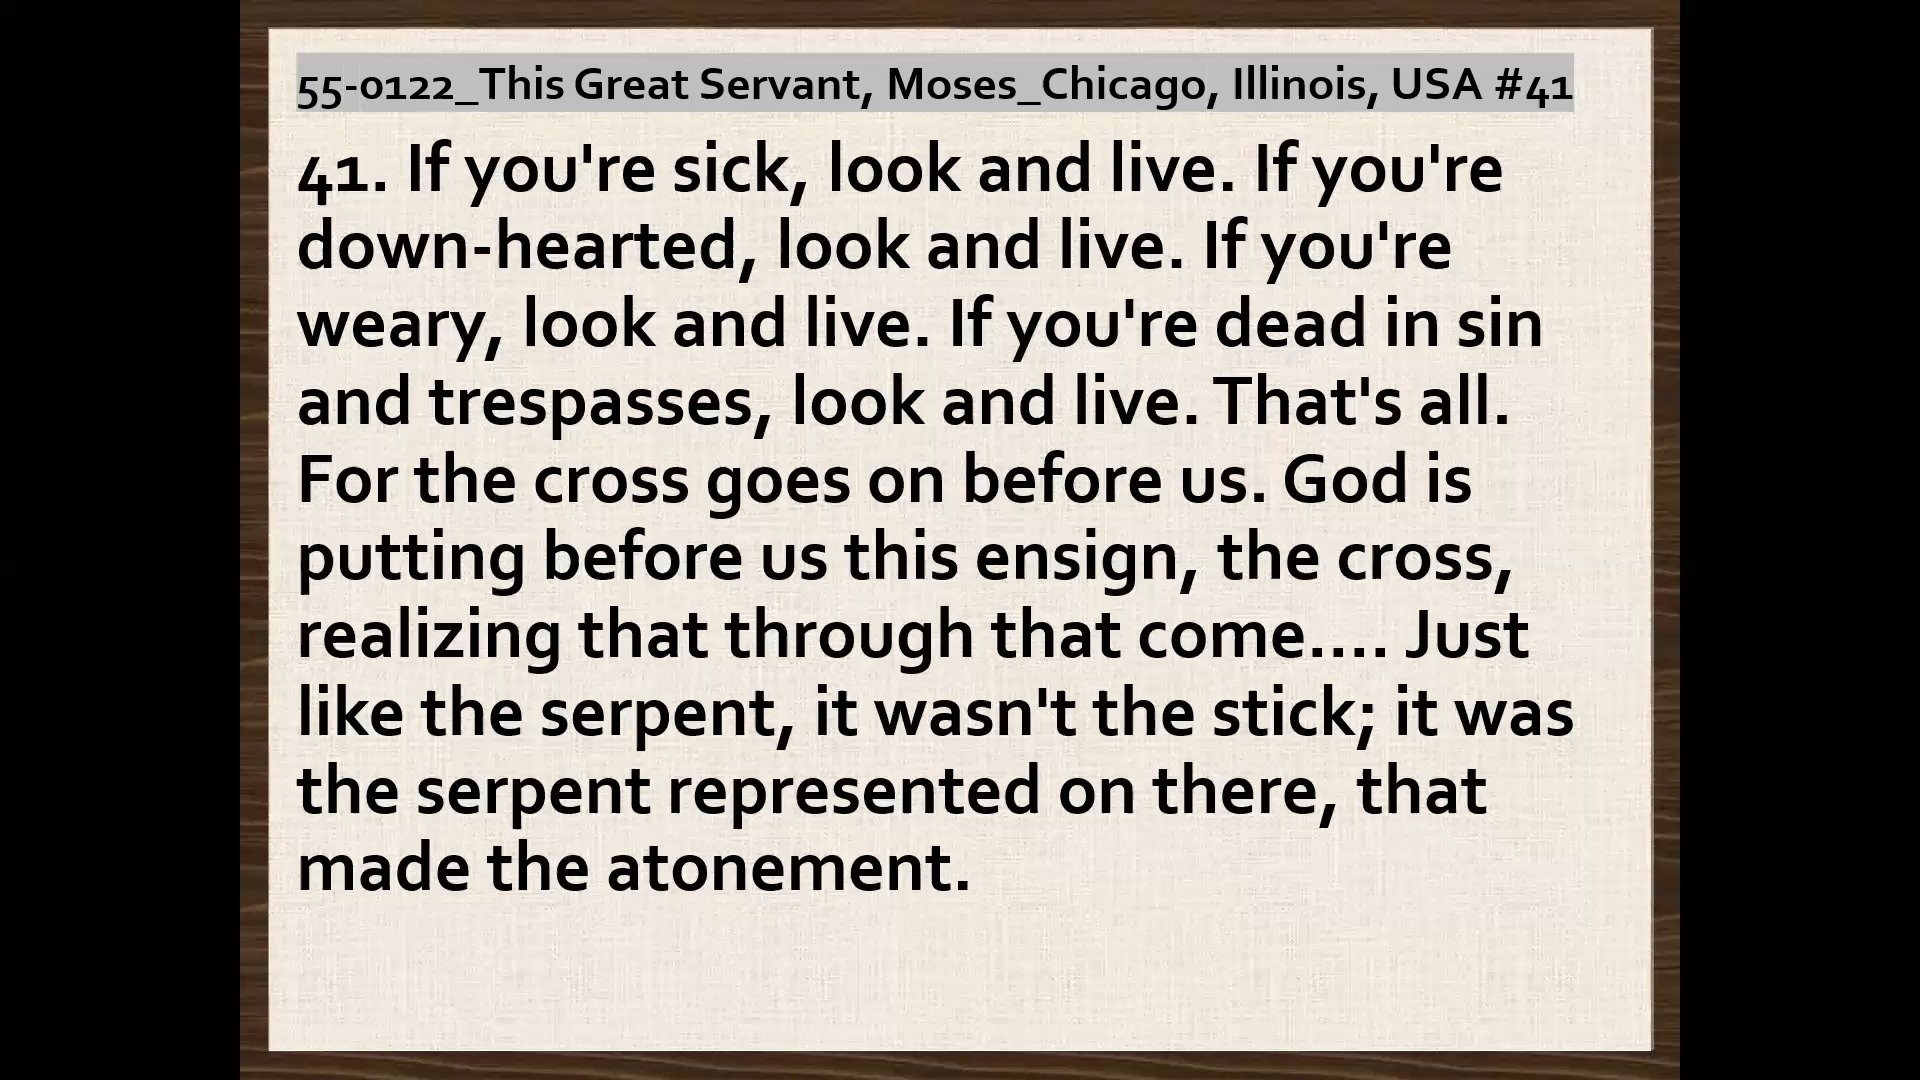 55-0122_This Great Servant, Moses_Chicago, Illinois, USA #41
41. If you're sick, look and live. If you're
down-hearted, look and live. If you're
weary, look and live. If you're dead in sin
and trespasses, look and live. That's all.
For the cross goes on before us. God is
putting before us this ensign, the cross,
realizing that through that come.... Just
like the serpent, it wasn't the stick; it was
the serpent represented on there, that
made the atonement.